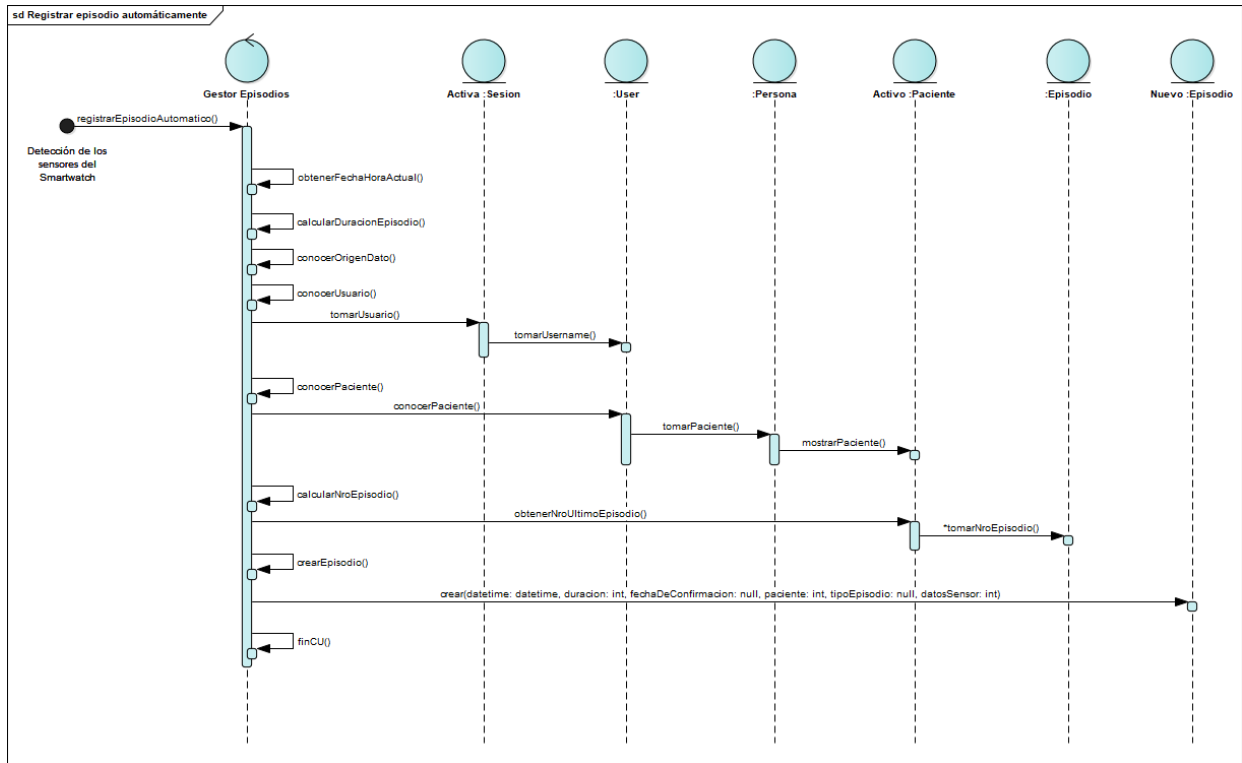 sd Registrar episodio automáticamente
Gestor Episodios
Activa :Sesion
:User
:Persona
Activo :Paciente
:Episodio
Nuevo :Episodio
registrarEpisodioAutomatico()
Detección de los
sensores del
Smartwatch
obtenerFechaHoraActual()
calcularDuracionEpisodio()
conocerOrigenDato()
conocerUsuario()
tomarUsuario()
tomarUsername()
conocerPaciente()
conocerPaciente()
tomarPaciente()
mostrarPaciente()
calcularNroEpisodio()
obtenerNroUltimoEpisodio()
*tomarNroEpisodio()
crearEpisodio()
crear(datetime: datetime, duracion: int, fechaDeConfirmacion: null, paciente: int, tipoEpisodio: null, datosSensor: int)
finCU()